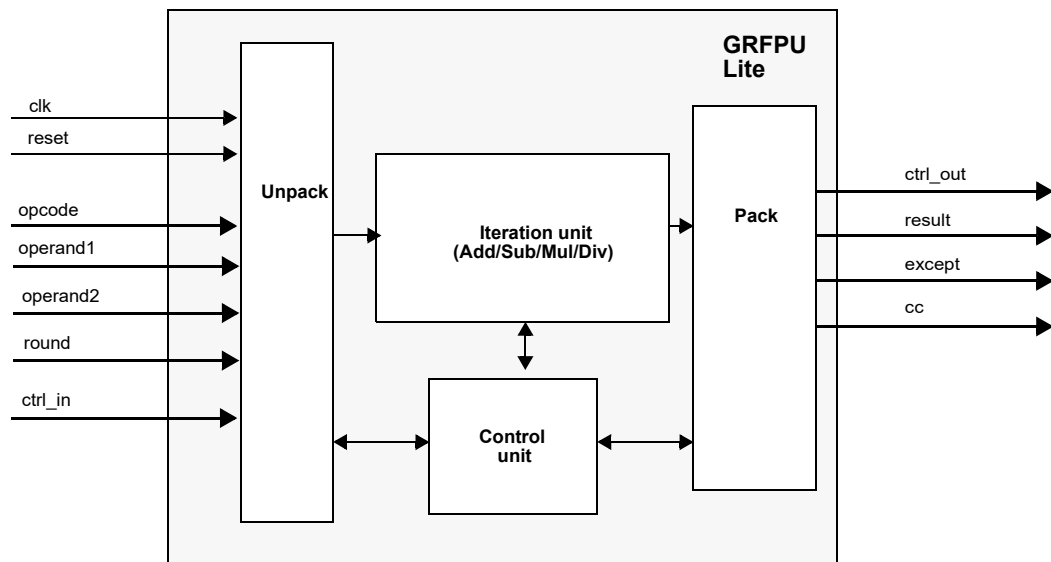 GRFPU
Lite
clk
reset
opcode
operand1
operand2
round
ctrl_in
Unpack
Iteration unit
(Add/Sub/Mul/Div)
Control
unit
Pack
ctrl_out
result
except
cc